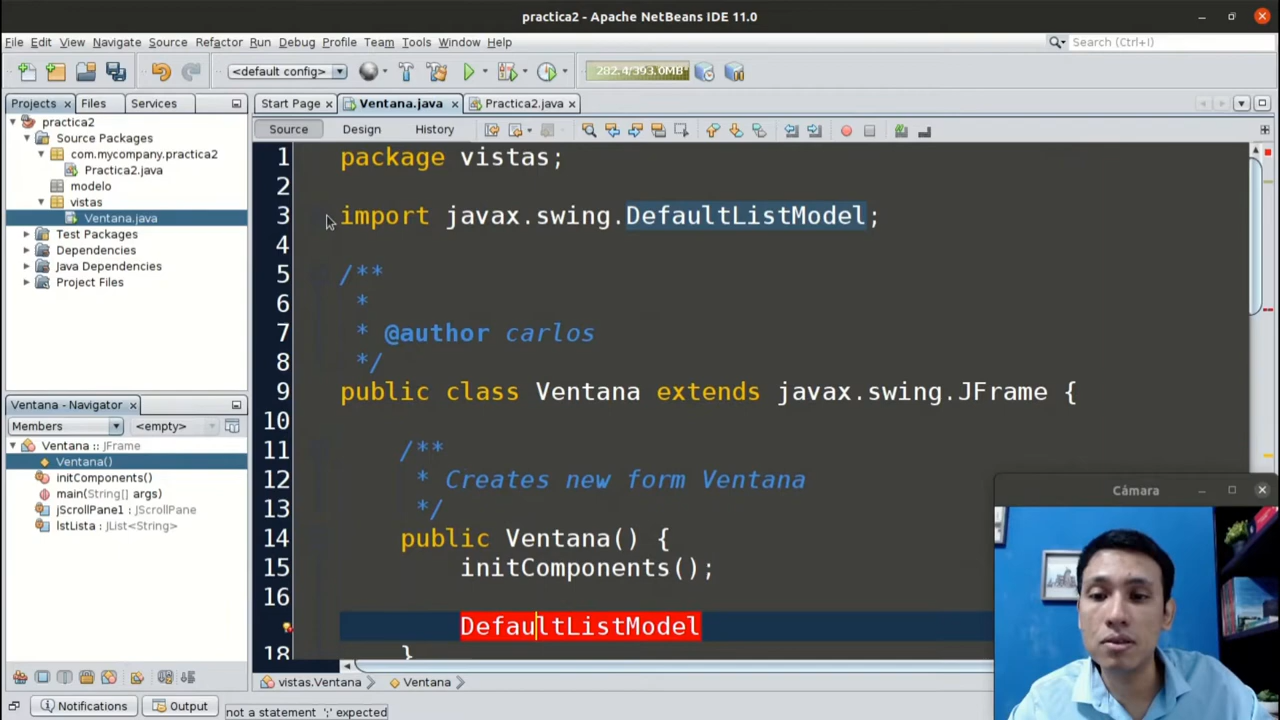 practica2 - Apache NetBeans IDE 11.0
File Edit View Navigate Source Refactor Run Debug Profile Team Tools Window Help
Search (Ctrl+I)
<default config>
282.4/393.0MB
Projects Files Services
practica2
Source Packages
com.mycompany.practica2
Practica2.java
modelo
vistas
Ventana.java
Test Packages
Dependencies
Java Dependencies
Project Files
Ventana - Navigator
Members <empty>
Ventana :: JFrame
Ventana()
initComponents()
main(String[] args)
jScrollPane1 : JScrollPane
lstLista : JList<String>
Start Page Ventana.java Practica2.java
Source Design History
1 package vistas;
2
3 import javax.swing.DefaultListModel;
4
5 /**
6 *
7 * @author carlos
8 */
9 public class Ventana extends javax.swing.JFrame {
10
11 /**
12 * Creates new form Ventana
13 */
14 public Ventana() {
15 initComponents();
16
DefaultListModel
18 }
vistas.Ventana Ventana
Cámara
Notifications Output not a statement ';' expected